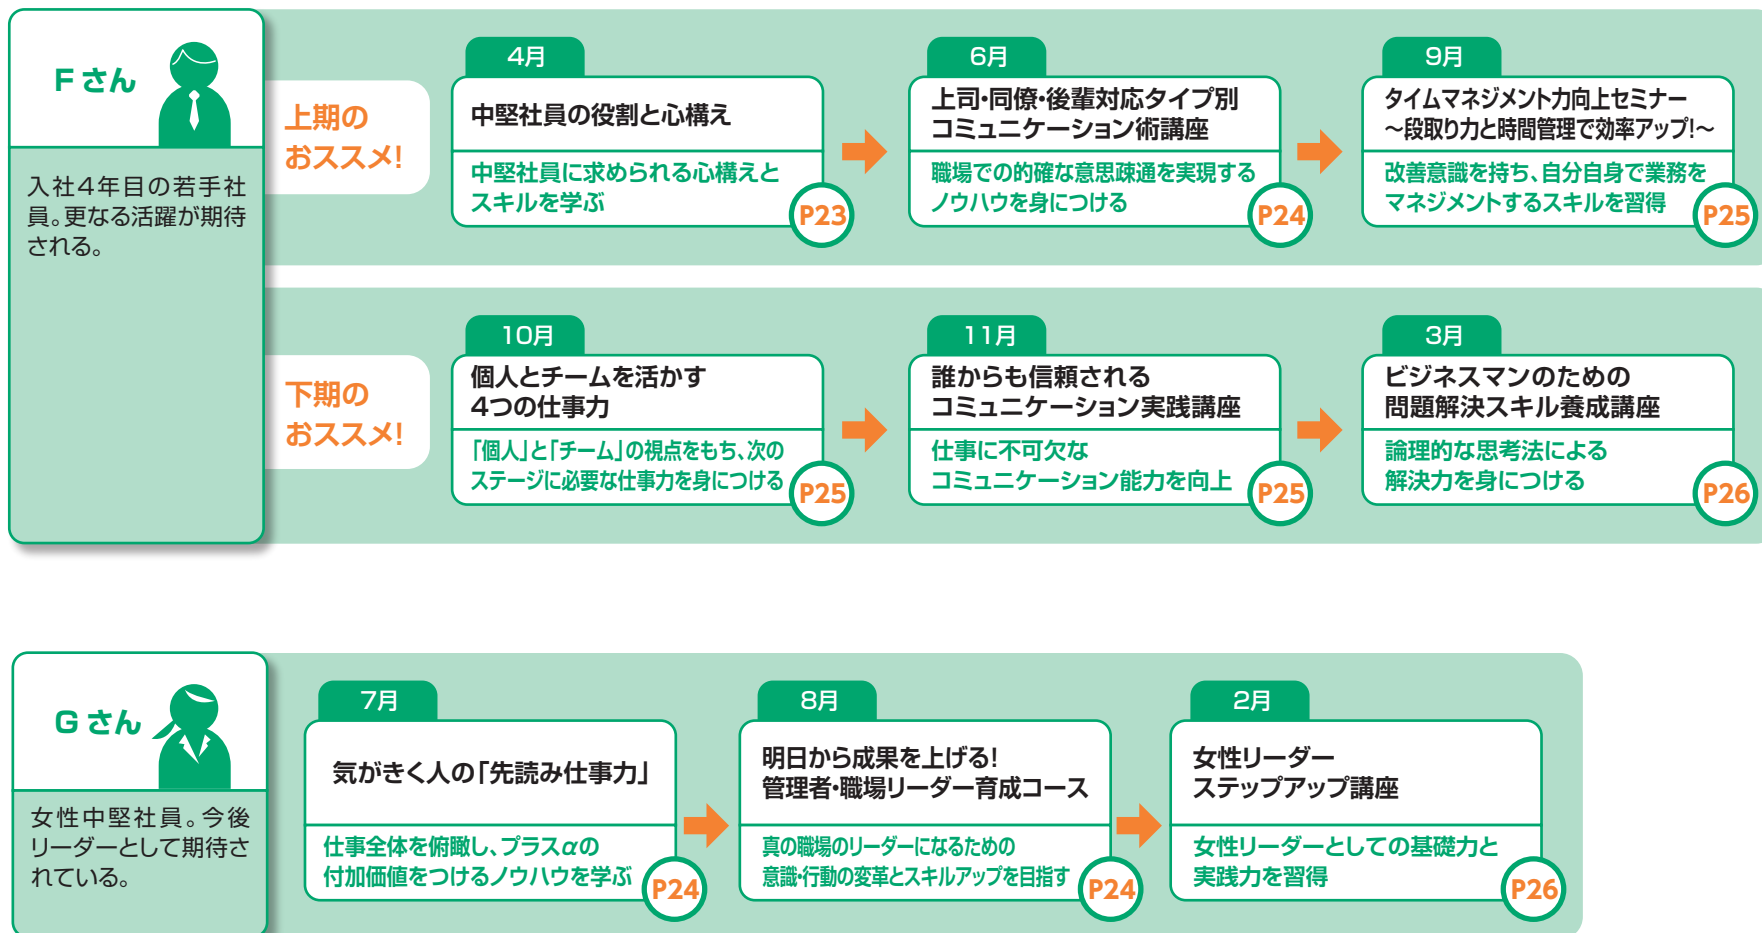 Fさん
入社4年目の若手社
員。更なる活躍が期待
される。
上期の
おススメ!
4月
中堅社員の役割と心構え
中堅社員に求められる心構えと
スキルを学ぶ
P23
6月
上司・同僚・後輩対応タイプ別
コミュニケーション術講座
職場での的確な意思疎通を実現する
ノウハウを身につける
P24
9月
タイムマネジメント力向上セミナー
～段取り力と時間管理で効率アップ!～
改善意識を持ち、自分自身で業務を
マネジメントするスキルを習得
P25
下期の
おススメ!
10月
個人とチームを活かす
4つの仕事力
「個人」と「チーム」の視点をもち、次の
ステージに必要な仕事力を身につける
P25
11月
誰からも信頼される
コミュニケーション実践講座
仕事に不可欠な
コミュニケーション能力を向上
P25
3月
ビジネスマンのための
問題解決スキル養成講座
論理的な思考法による
解決力を身につける
P26
Gさん
女性中堅社員。今後
リーダーとして期待さ
れている。
7月
気がきく人の「先読み仕事力」
仕事全体を俯瞰し、プラスαの
付加価値をつけるノウハウを学ぶ
P24
8月
明日から成果を上げる!
管理者・職場リーダー育成コース
真の職場のリーダーになるための
意識・行動の変革とスキルアップを目指す
P24
2月
女性リーダー
ステップアップ講座
女性リーダーとしての基礎力と
実践力を習得
P26